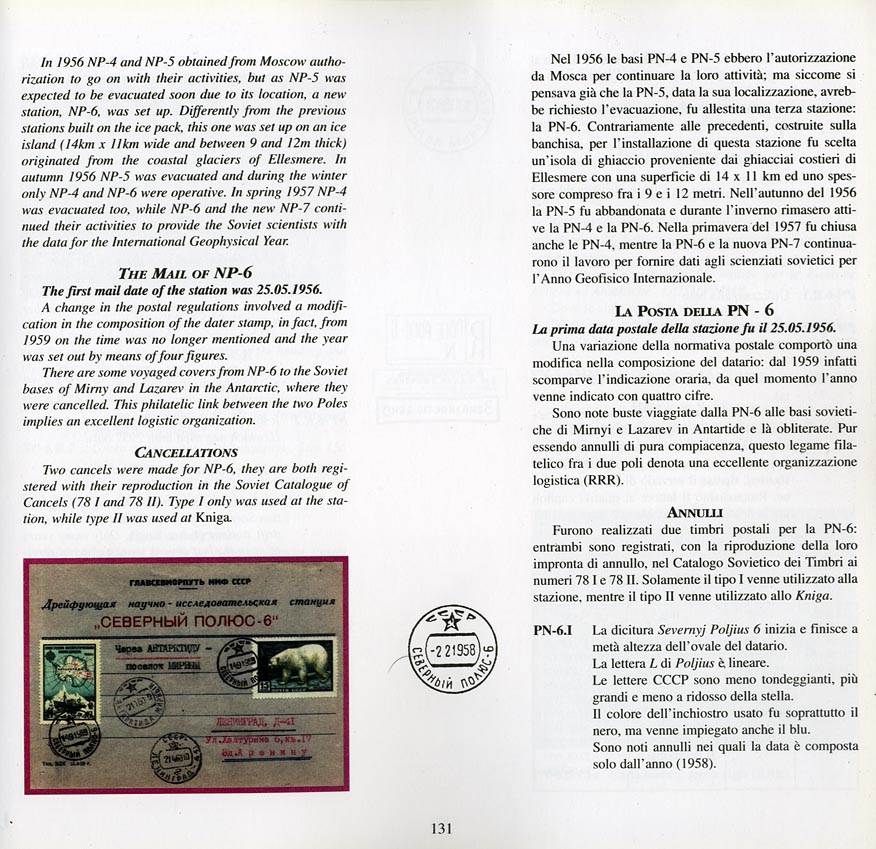 In 1956 NP-4 and NP-5 obtained from Moscow autho-
rization to go on with their activities, but as NP-5 was
expected to be evacuated soon due to its location, a new
station, NP-6, was set up. Differently from the previous
stations built on the ice pack, this one was set up on an ice
island (14km x 11km wide and between 9 and 12m thick)
originated from the coastal glaciers of Ellesmere. In
autumn 1956 NP-5 was evacuated and during the winter
only NP-4 and NP-6 were operative. In spring 1957 NP-4
was evacuated too, while NP-6 and the new NP-7 conti-
nued their activities to provide the Soviet scientists with
the data for the International Geophysical Year.
THE MAIL OF NP-6
The first mail date of the station was 25.05.1956.
A change in the postal regulations involved a modifi-
cation in the composition of the dater stamp, in fact, from
1959 on the time was no longer mentioned and the year
was set out by means of four figures.
There are some voyaged covers from NP-6 to the Soviet
bases of Mirny and Lazarev in the Antarctic, where they
were cancelled. This philatelic link between the two Poles
implies an excellent logistic organization.
CANCELLATIONS
Two cancels were made for NP-6, they are both regi-
stered with their reproduction in the Soviet Catalogue of
Cancels (78 I and 78 II). Type I only was used at the sta-
tion, while type II was used at Kniga.
ГЛАВСЕВМОРПУТЬ ММФ СССР
Дрейфующая научно-исследовательская станция
„СЕВЕРНЫЙ ПОЛЮС-6"
Через АНТАРКТИДУ -
поселок МИРНЫЙ
ПОЧТА СССР
ЛЕНИНГРАД, Д-41
Ул.Халтурина 6, кв.17
-2 21958
СЕВЕРНЫЙ ПОЛЮС-6
Nel 1956 le basi PN-4 e PN-5 ebbero l'autorizzazione
da Mosca per continuare la loro attività; ma siccome si
pensava già che la PN-5, data la sua localizzazione, avreb-
be richiesto l'evacuazione, fu allestita una terza stazione:
la PN-6. Contrariamente alle precedenti, costruite sulla
banchisa, per l'installazione di questa stazione fu scelta
un'isola di ghiaccio proveniente dai ghiacciai costieri di
Ellesmere con una superficie di 14 x 11 km ed uno spes-
sore compreso fra i 9 e i 12 metri. Nell'autunno del 1956
la PN-5 fu abbandonata e durante l'inverno rimasero atti-
ve la PN-4 e la PN-6. Nella primavera del 1957 fu chiusa
anche le PN-4, mentre la PN-6 e la nuova PN-7 continua-
rono il lavoro per fornire dati agli scienziati sovietici per
l'Anno Geofisico Internazionale.
LA POSTA DELLA PN - 6
La prima data postale della stazione fu il 25.05.1956.
Una variazione della normativa postale comportò una
modifica nella composizione del datario: dal 1959 infatti
scomparve l'indicazione oraria, da quel momento l'anno
venne indicato con quattro cifre.
Sono note buste viaggiate dalla PN-6 alle basi sovieti-
che di Mirnyi e Lazarev in Antartide e là obliterate. Pur
essendo annulli di pura compiacenza, questo legame fila-
telico fra i due poli denota una eccellente organizzazione
logistica (RRR).
ANNULLI
Furono realizzati due timbri postali per la PN-6:
entrambi sono registrati, con la riproduzione della loro
impronta di annullo, nel Catalogo Sovietico dei Timbri ai
numeri 78 I e 78 II. Solamente il tipo I venne utilizzato alla
stazione, mentre il tipo II venne utilizzato allo Kniga.
PN-6.I La dicitura Severnyj Poljius 6 inizia e finisce a
metà altezza dell'ovale del datario.
La lettera L di Poljius è lineare.
Le lettere CCCP sono meno tondeggianti, più
grandi e meno a ridosso della stella.
Il colore dell'inchiostro usato fu soprattutto il
nero, ma venne impiegato anche il blu.
Sono noti annulli nei quali la data è composta
solo dall'anno (1958).
131